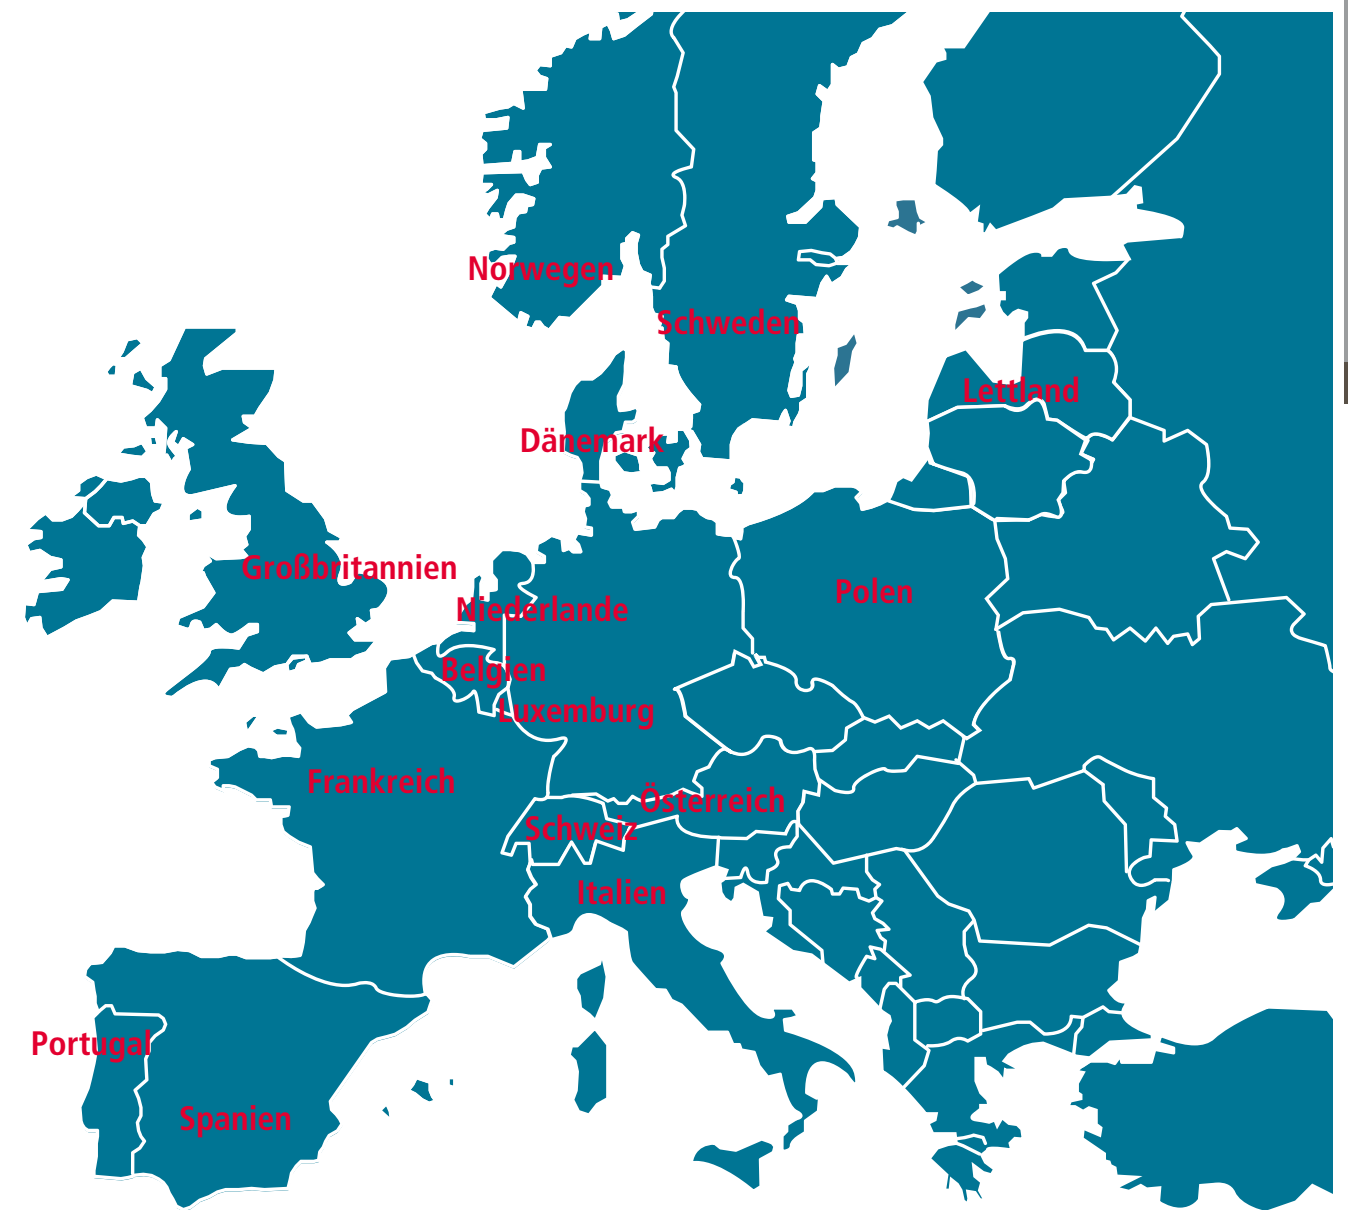 Norwegen
Schweden
Lettland
Dänemark
Großbritannien
Polen
Niederlande
Belgien
Luxemburg
Frankreich
Österreich
Schweiz
Italien
Portugal
Spanien